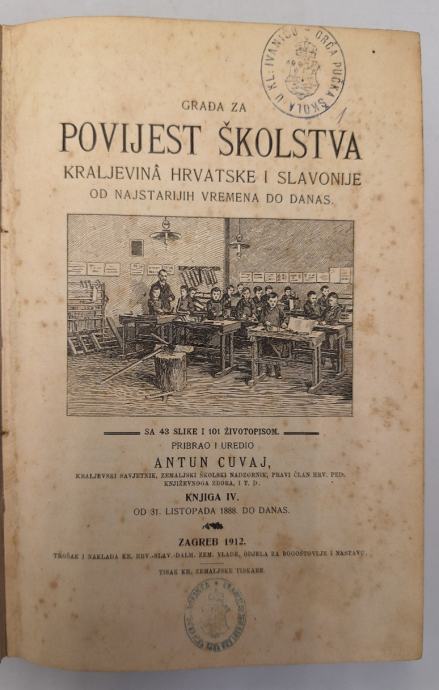 GRAĐA ZA
POVIJEST ŠKOLSTVA
KRALJEVINÂ HRVATSKE I SLAVONIJE
OD NAJSTARIJIH VREMENA DO DANAS.
SA 43 SLIKE I 101 ŽIVOTOPISOM.
PRIBRAO I UREDIO
ANTUN CUVAJ,
KRALJEVSKI SAVJETNIK, ZEMALJSKI ŠKOLSKI NADZORNIK, PRAVI ČLAN HRV. PED.
KNJIŽEVNOGA ZBORA, I T. D.
KNJIGA IV.
OD 31. LISTOPADA 1888. DO DANAS.
ZAGREB 1912.
TROŠAK I NAKLADA KR. HRV.-SLAV.-DALM. ZEM. VLADE, ODJELA ZA BOGOŠTOVLJE I NASTAVU.
TISAK KR. ZEMALJSKE TISKARE.